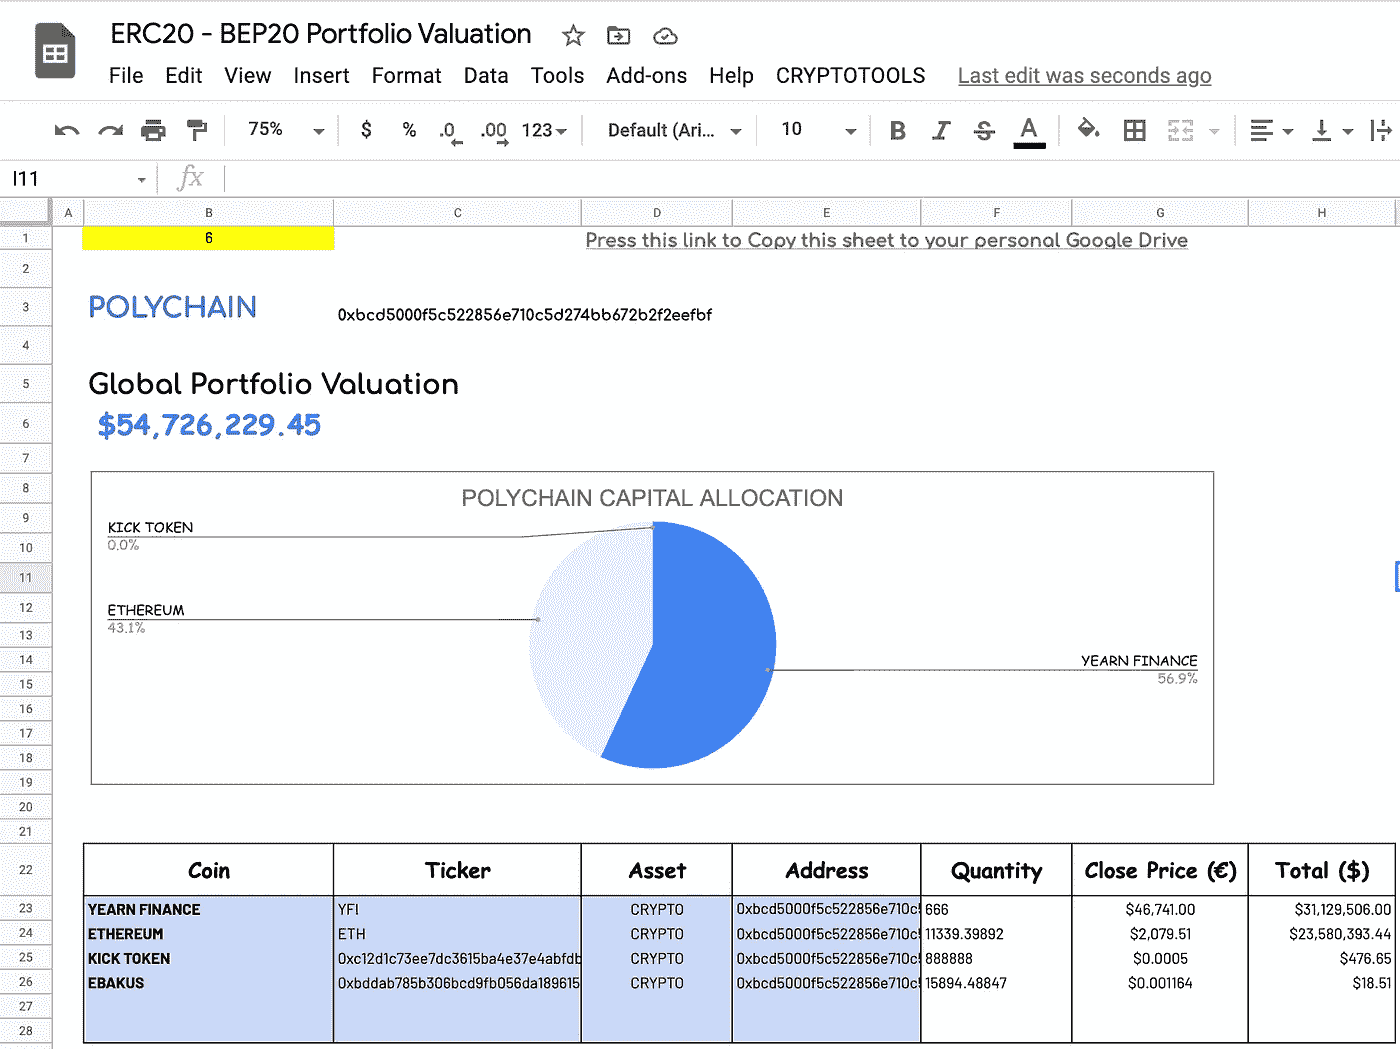 ERC20 - BEP20 Portfolio Valuation
File Edit View Insert Format Data Tools Add-ons Help CRYPTOTOOLS Last edit was seconds ago
75% $ % .0 .00 123 Default (Ari... 10 B I S A
I11 fx
A B C D E F G H
1 6 Press this link to Copy this sheet to your personal Google Drive
2
3 POLYCHAIN 0xbcd5000f5c522856e710c5d274bb672b2f2eefbf
4
5 Global Portfolio Valuation
6 $54,726,229.45
7
8 POLYCHAIN CAPITAL ALLOCATION
9 KICK TOKEN
10 0.0%
11
12 ETHEREUM
13 43.1%
14 YEARN FINANCE
15 56.9%
16
17
18
19
20
21
22 Coin Ticker Asset Address Quantity Close Price (€) Total ($)
23 YEARN FINANCE YFI CRYPTO 0xbcd5000f5c522856e710c 666 $46,741.00 $31,129,506.00
24 ETHEREUM ETH CRYPTO 0xbcd5000f5c522856e710c 11339.39892 $2,079.51 $23,580,393.44
25 KICK TOKEN 0xc12d1c73ee7dc3615ba4e37e4abfdb CRYPTO 0xbcd5000f5c522856e710c 888888 $0.0005 $476.65
26 EBAKUS 0xbddab785b306bcd9fb056da189615 CRYPTO 0xbcd5000f5c522856e710c 15894.48847 $0.001164 $18.51
27
28